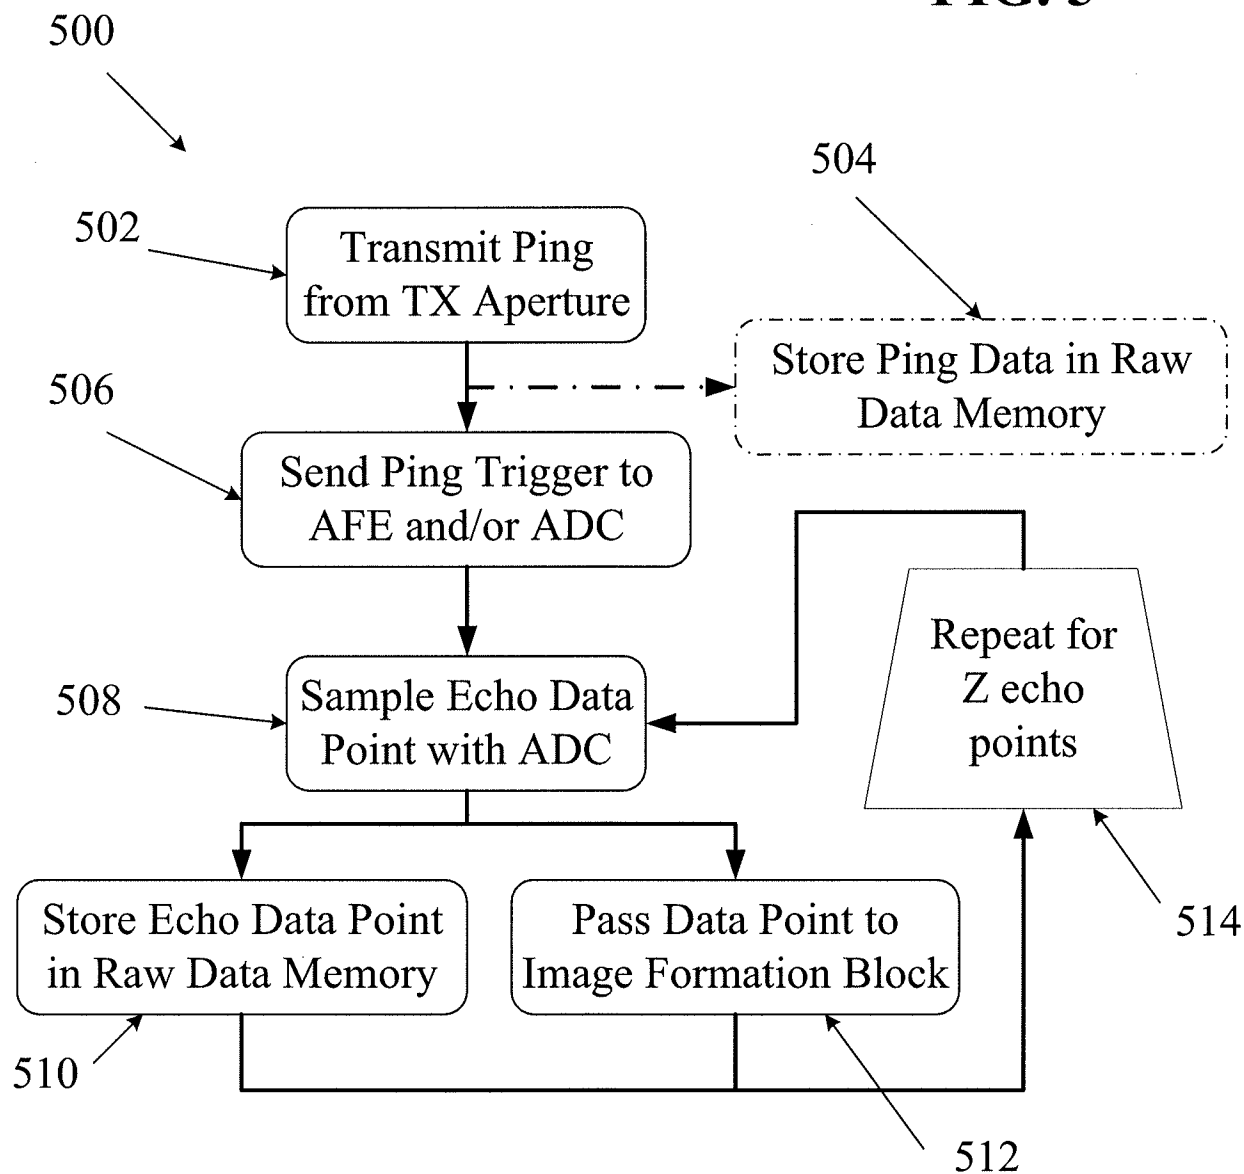 FIG. 5
500
504
502
Transmit Ping
from TX Aperture
Store Ping Data in Raw
Data Memory
506
Send Ping Trigger to
AFE and/or ADC
Repeat for
Z echo
points
508
Sample Echo Data
Point with ADC
Store Echo Data Point
in Raw Data Memory
Pass Data Point to
Image Formation Block
514
510
512